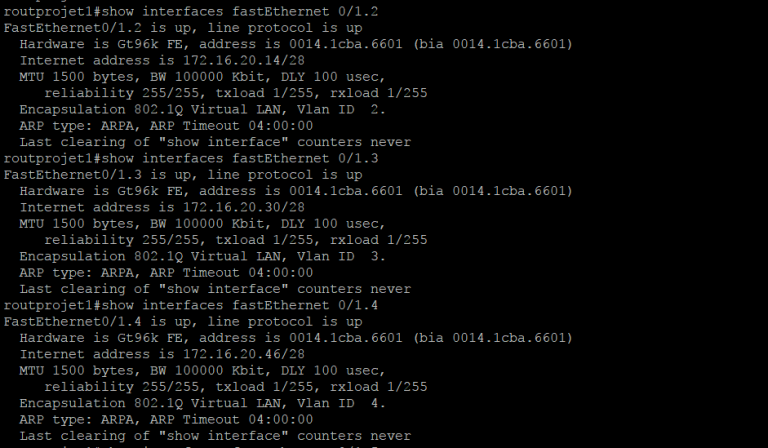 routprojet1#show interfaces fastEthernet 0/1.2
FastEthernet0/1.2 is up, line protocol is up
  Hardware is Gt96k FE, address is 0014.1cba.6601 (bia 0014.1cba.6601)
  Internet address is 172.16.20.14/28
  MTU 1500 bytes, BW 100000 Kbit, DLY 100 usec,
     reliability 255/255, txload 1/255, rxload 1/255
  Encapsulation 802.1Q Virtual LAN, Vlan ID  2.
  ARP type: ARPA, ARP Timeout 04:00:00
  Last clearing of "show interface" counters never
routprojet1#show interfaces fastEthernet 0/1.3
FastEthernet0/1.3 is up, line protocol is up
  Hardware is Gt96k FE, address is 0014.1cba.6601 (bia 0014.1cba.6601)
  Internet address is 172.16.20.30/28
  MTU 1500 bytes, BW 100000 Kbit, DLY 100 usec,
     reliability 255/255, txload 1/255, rxload 1/255
  Encapsulation 802.1Q Virtual LAN, Vlan ID  3.
  ARP type: ARPA, ARP Timeout 04:00:00
  Last clearing of "show interface" counters never
routprojet1#show interfaces fastEthernet 0/1.4
FastEthernet0/1.4 is up, line protocol is up
  Hardware is Gt96k FE, address is 0014.1cba.6601 (bia 0014.1cba.6601)
  Internet address is 172.16.20.46/28
  MTU 1500 bytes, BW 100000 Kbit, DLY 100 usec,
     reliability 255/255, txload 1/255, rxload 1/255
  Encapsulation 802.1Q Virtual LAN, Vlan ID  4.
  ARP type: ARPA, ARP Timeout 04:00:00
  Last clearing of "show interface" counters never